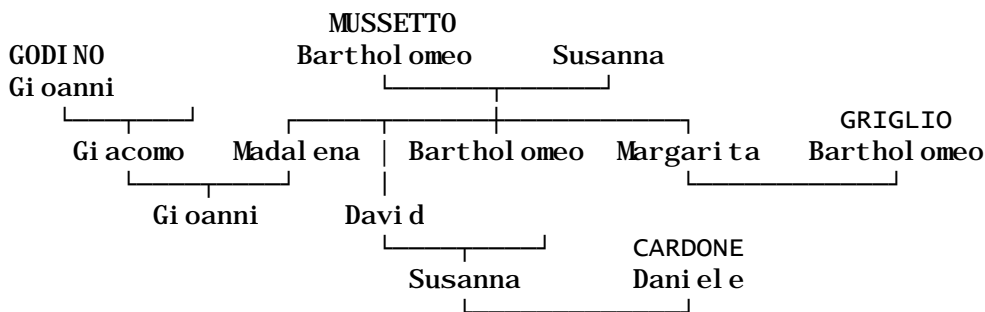 MUSSETTO
GODINO Bartholomeo Susanna
Gioanni
GRIGLIO
Giacomo Madalena Bartholomeo Margarita Bartholomeo
Gioanni David
CARDONE
Susanna Daniele